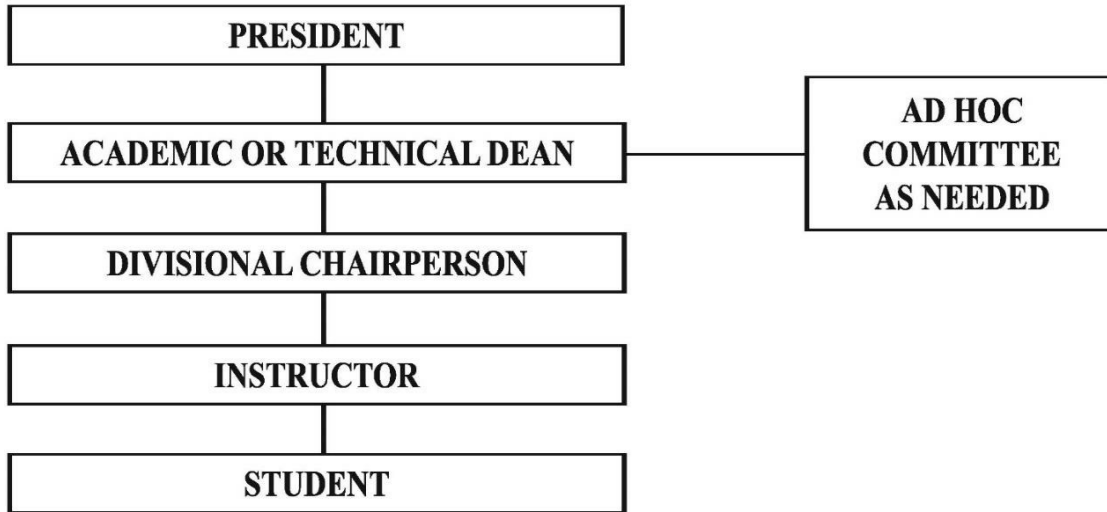 PRESIDENT
ACADEMIC OR TECHNICAL DEAN
AD HOC
COMMITTEE
AS NEEDED
DIVISIONAL CHAIRPERSON
INSTRUCTOR
STUDENT